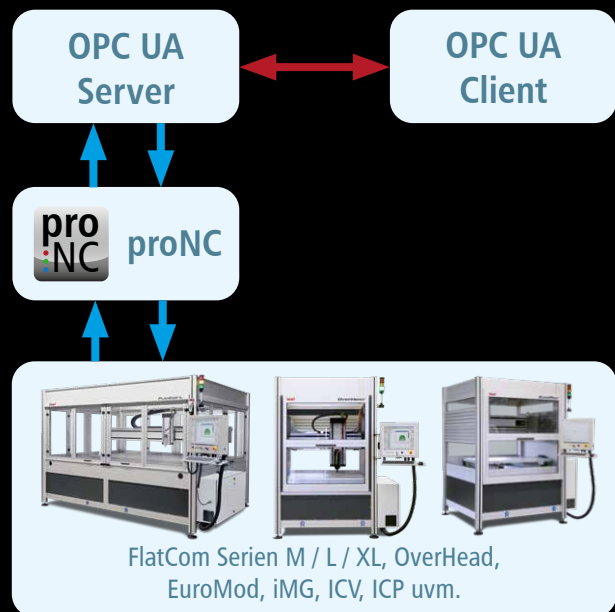 OPC UA
Server
OPC UA
Client
pro
NC
proNC
FlatCom Serien M / L / XL, OverHead,
EuroMod, iMG, ICV, ICP uvm.